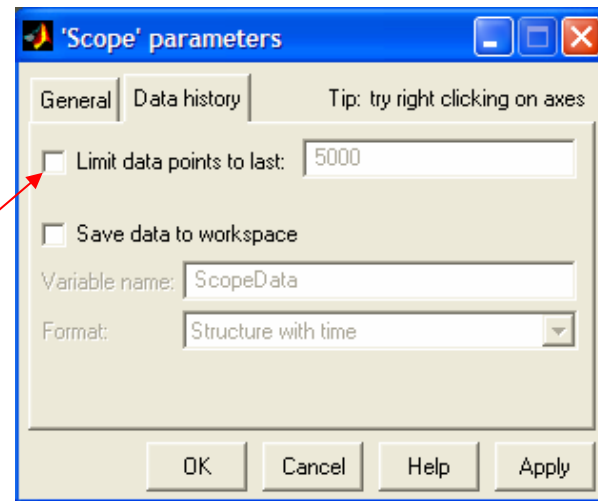 'Scope' parameters
General Data history Tip: try right clicking on axes
Limit data points to last: 5000
Save data to workspace
Variable name: ScopeData
Format: Structure with time
OK Cancel Help Apply